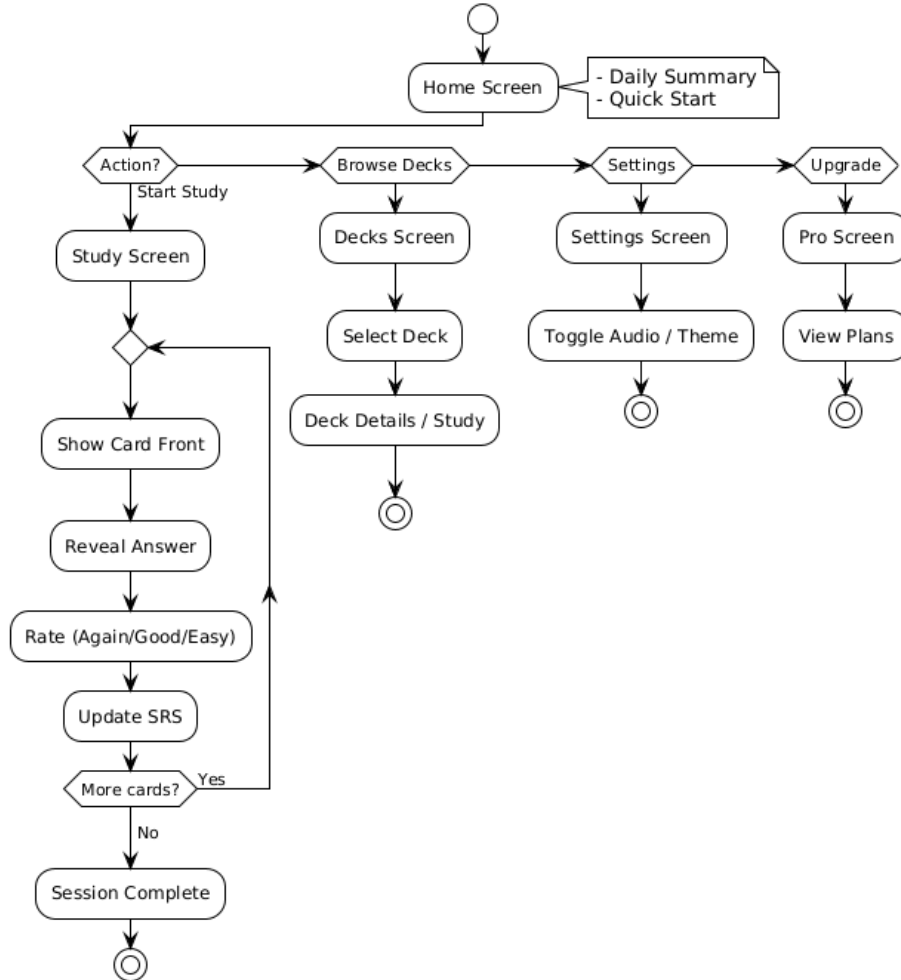 Home Screen
- Daily Summary
- Quick Start
Action?
Browse Decks
Settings
Upgrade
Start Study
Study Screen
Decks Screen
Settings Screen
Pro Screen
Select Deck
Toggle Audio / Theme
View Plans
Show Card Front
Deck Details / Study
Reveal Answer
Rate (Again/Good/Easy)
Update SRS
More cards?
Yes
No
Session Complete